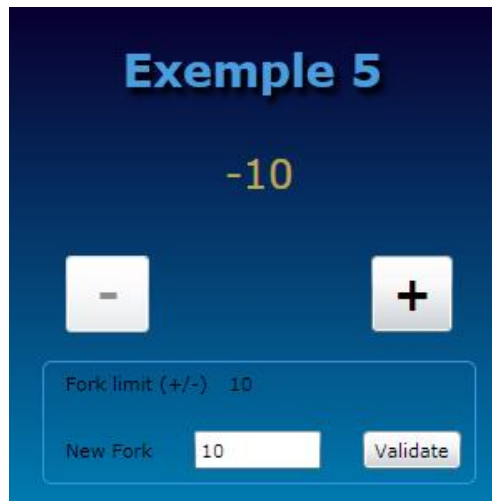 Exemple 5
-10
- +
Fork limit (+/-) 10
New Fork 10 Validate